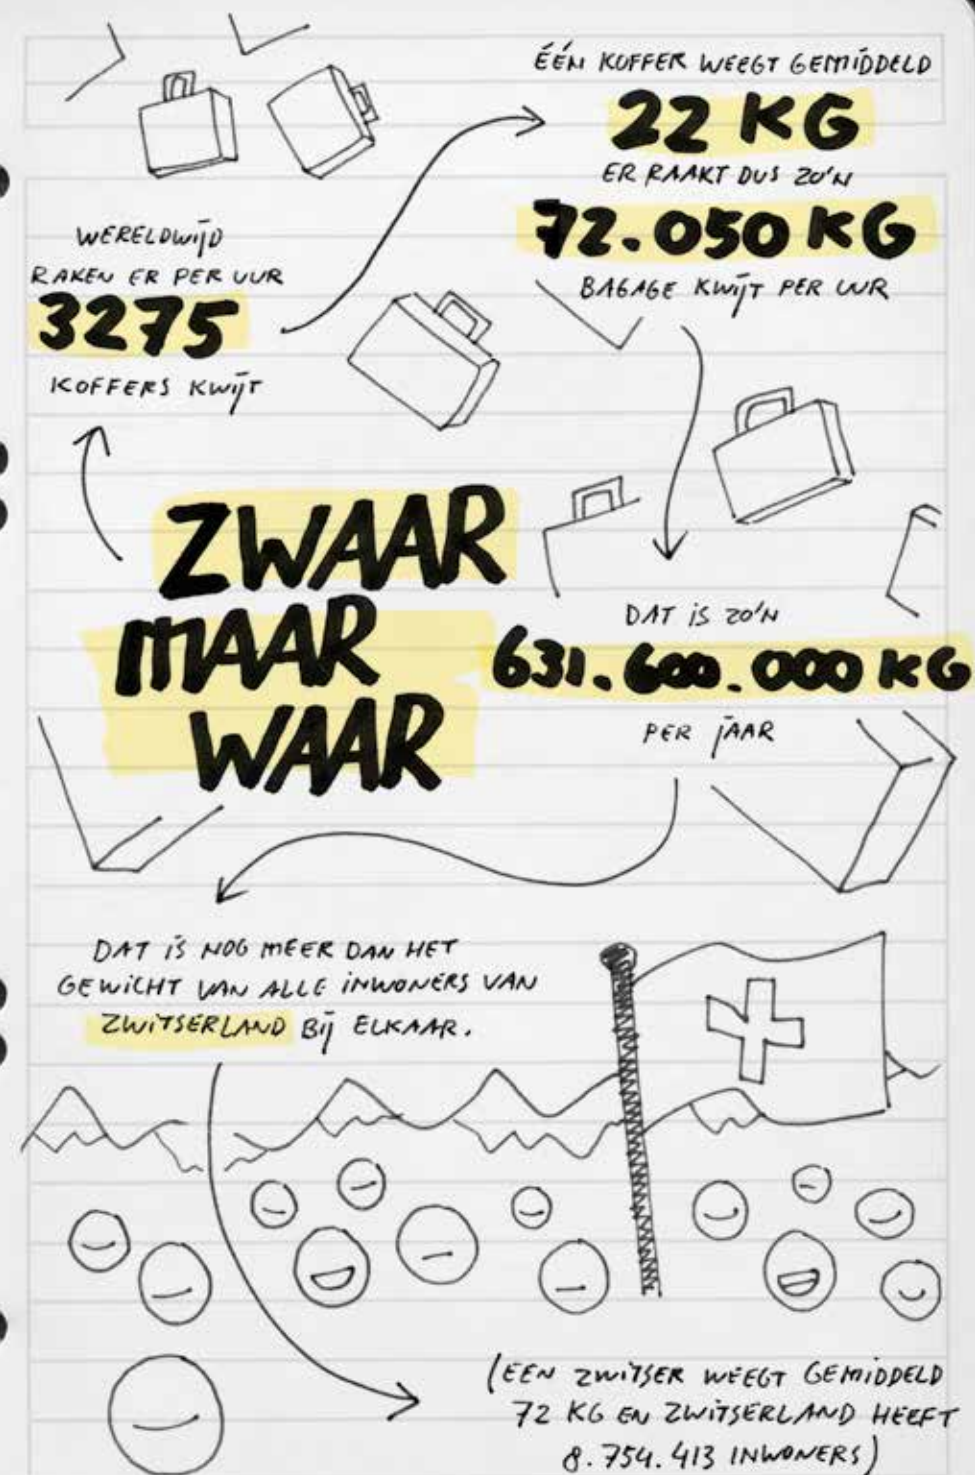 ZWAAR
MAAR
WAAR
WERELDWIJD
RAKEN ER PER UUR
3275
KOFFERS KWIJT
ÉÉN KOFFER WEEGT GEMIDDELD
22 KG
ER RAAKT DUS ZO'N
72.050 KG
BAGAGE KWIJT PER UUR
DAT IS ZO'N
631.600.000 KG
PER JAAR
DAT IS NOG MEER DAN HET
GEWICHT VAN ALLE INWONERS VAN
ZWITSERLAND BIJ ELKAAR.
(EEN ZWITSER WEEGT GEMIDDELD
72 KG EN ZWITSERLAND HEEFT
8.754.413 INWONERS)